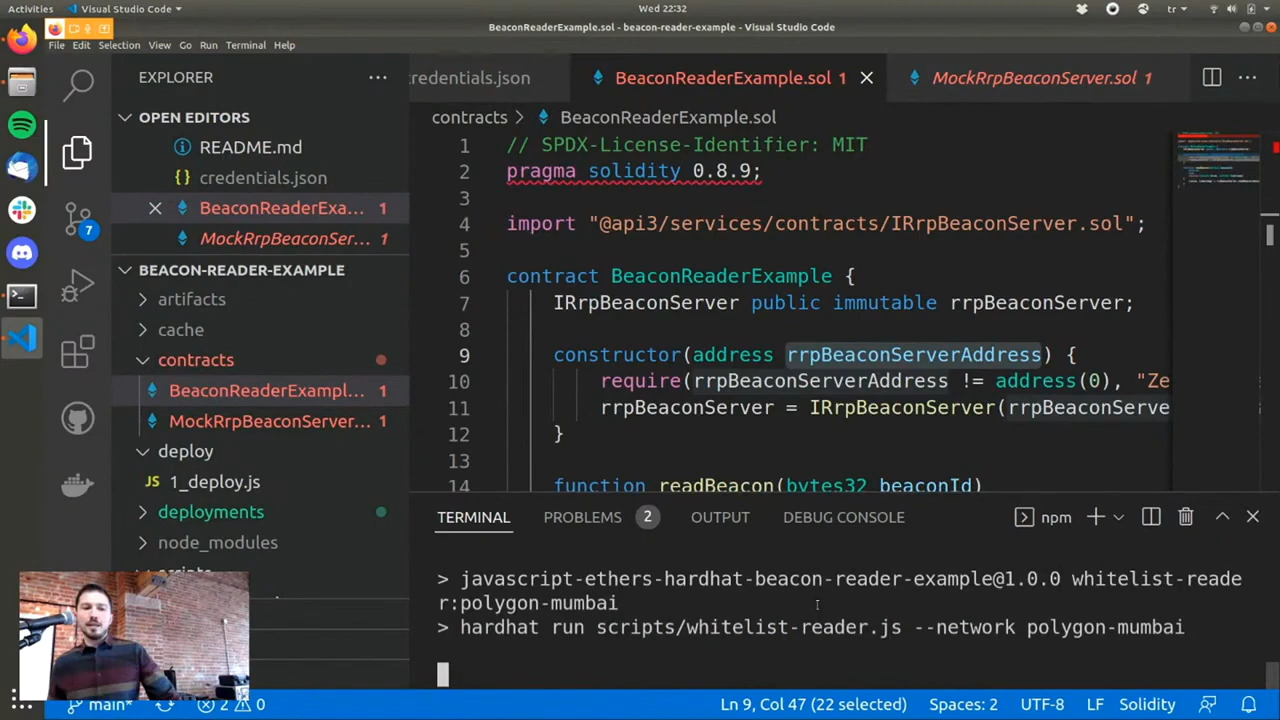 Activities
Visual Studio Code
Wed 22:32
tr
BeaconReaderExample.sol - beacon-reader-example - Visual Studio Code
File Edit Selection View Go Run Terminal Help
EXPLORER
OPEN EDITORS
README.md
{} credentials.json
BeaconReaderExa... 1
MockRrpBeaconSer... 1
BEACON-READER-EXAMPLE
artifacts
cache
contracts
BeaconReaderExampl... 1
MockRrpBeaconServer... 1
deploy
JS 1_deploy.js
deployments
node_modules
7
credentials.json
BeaconReaderExample.sol 1
MockRrpBeaconServer.sol 1
contracts > BeaconReaderExample.sol
1 // SPDX-License-Identifier: MIT
2 pragma solidity 0.8.9;
3
4 import "@api3/services/contracts/IRrpBeaconServer.sol";
5
6 contract BeaconReaderExample {
7 IRrpBeaconServer public immutable rrpBeaconServer;
8
9 constructor(address rrpBeaconServerAddress) {
10 require(rrpBeaconServerAddress != address(0), "Ze
11 rrpBeaconServer = IRrpBeaconServer(rrpBeaconServe
12 }
13
14 function readBeacon(bytes32 beaconId)
TERMINAL PROBLEMS 2 OUTPUT DEBUG CONSOLE
npm
> javascript-ethers-hardhat-beacon-reader-example@1.0.0 whitelist-reade
r:polygon-mumbai
> hardhat run scripts/whitelist-reader.js --network polygon-mumbai
main* 2 0
Ln 9, Col 47 (22 selected) Spaces: 2 UTF-8 LF Solidity